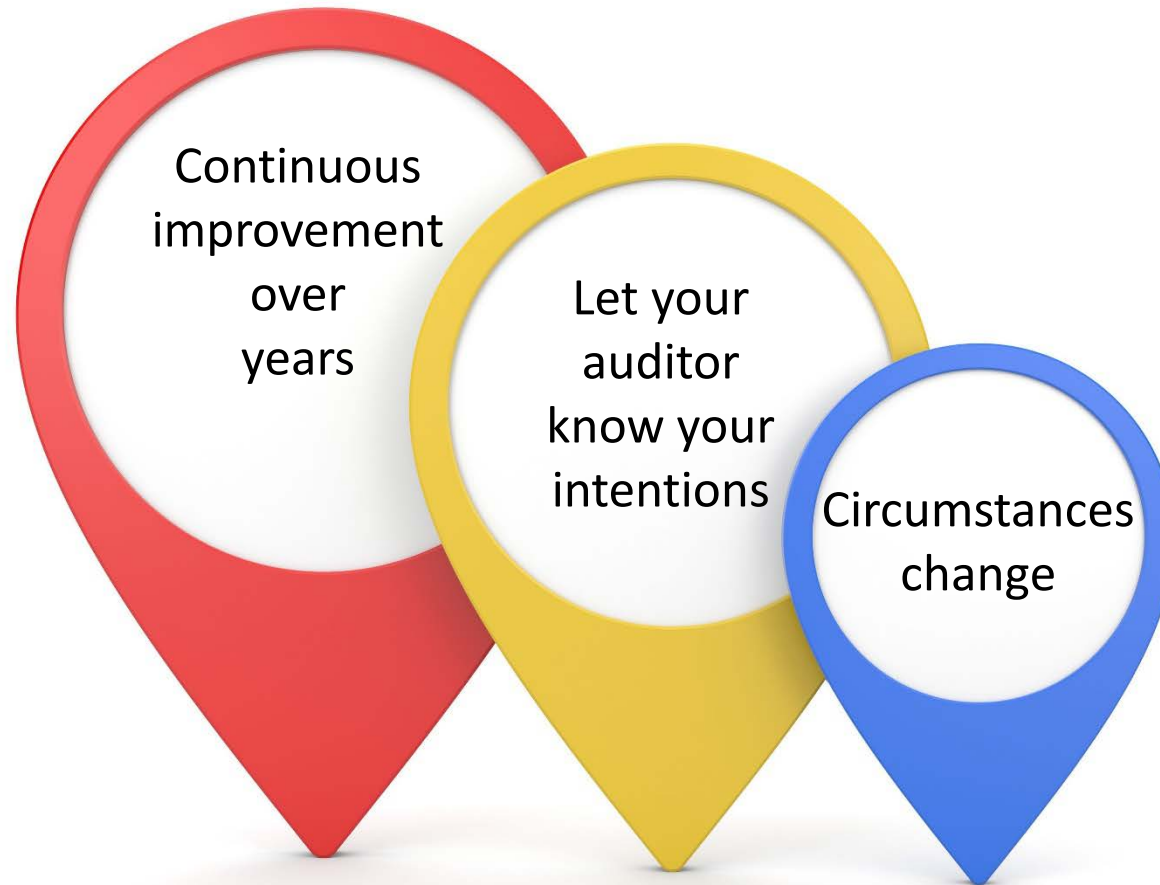 Continuous
improvement
over
years
Let your
auditor
know your
intentions
Circumstances
change